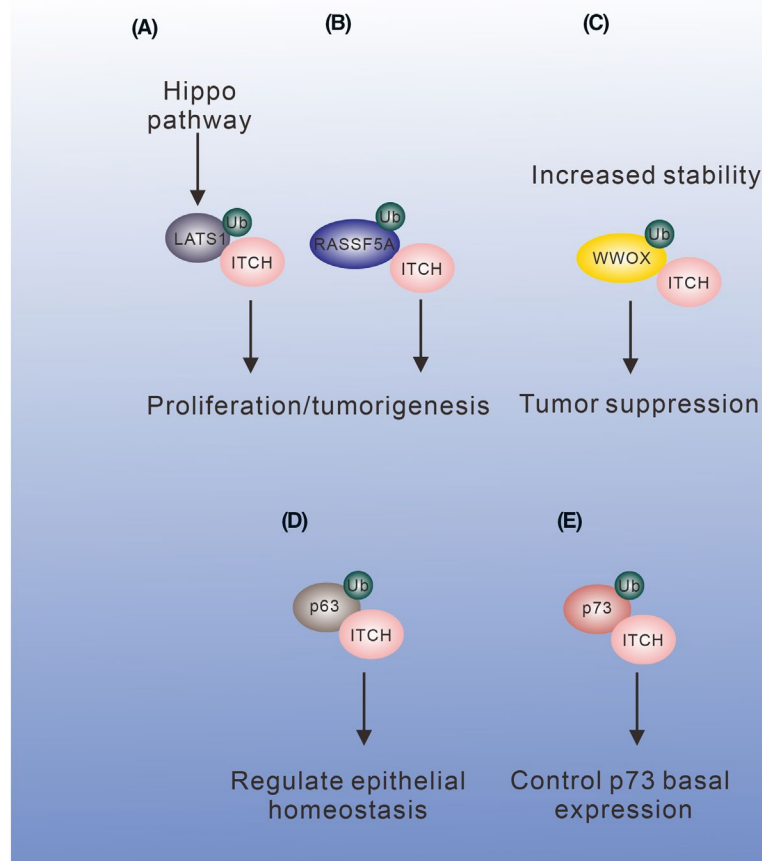 (A)
(B)
(C)
Hippo
pathway
Increased stability
LATS1
Ub
ITCH
RASSF5A
Ub
ITCH
WWOX
Ub
ITCH
Proliferation/tumorigenesis
Tumor suppression
(D)
(E)
p63
Ub
ITCH
p73
Ub
ITCH
Regulate epithelial
homeostasis
Control p73 basal
expression